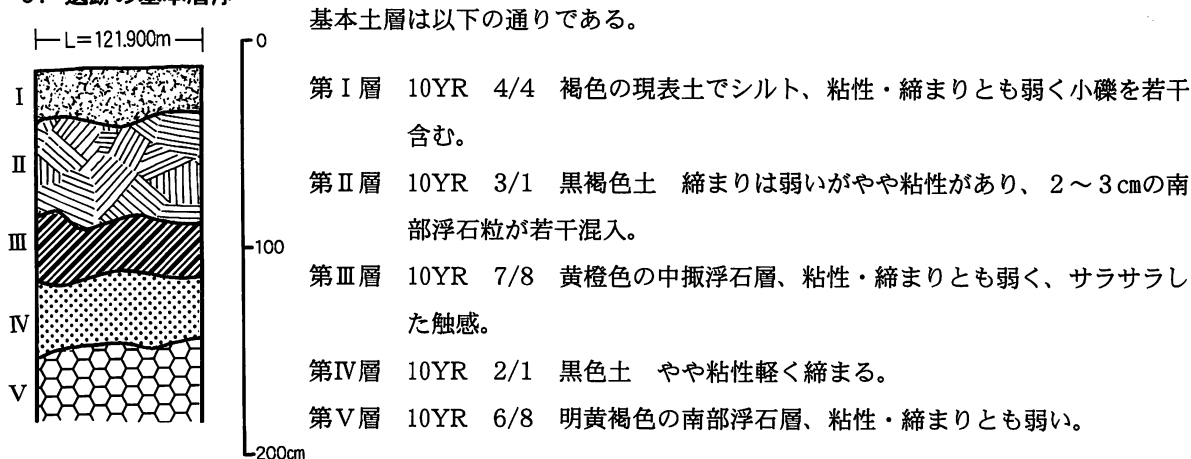 基本土層は以下の通りである。
├─ L=121.900m ─┤
0
100
200cm
Ⅰ
Ⅱ
Ⅲ
Ⅳ
Ⅴ
第Ⅰ層 10YR 4/4 褐色の現表土でシルト、粘性・締まりとも弱く小礫を若干
含む。
第Ⅱ層 10YR 3/1 黒褐色土 締まりは弱いがやや粘性があり、2～3㎝の南
部浮石粒が若干混入。
第Ⅲ層 10YR 7/8 黄橙色の中掫浮石層、粘性・締まりとも弱く、サラサラし
た触感。
第Ⅳ層 10YR 2/1 黒色土 やや粘性軽く締まる。
第Ⅴ層 10YR 6/8 明黄褐色の南部浮石層、粘性・締まりとも弱い。